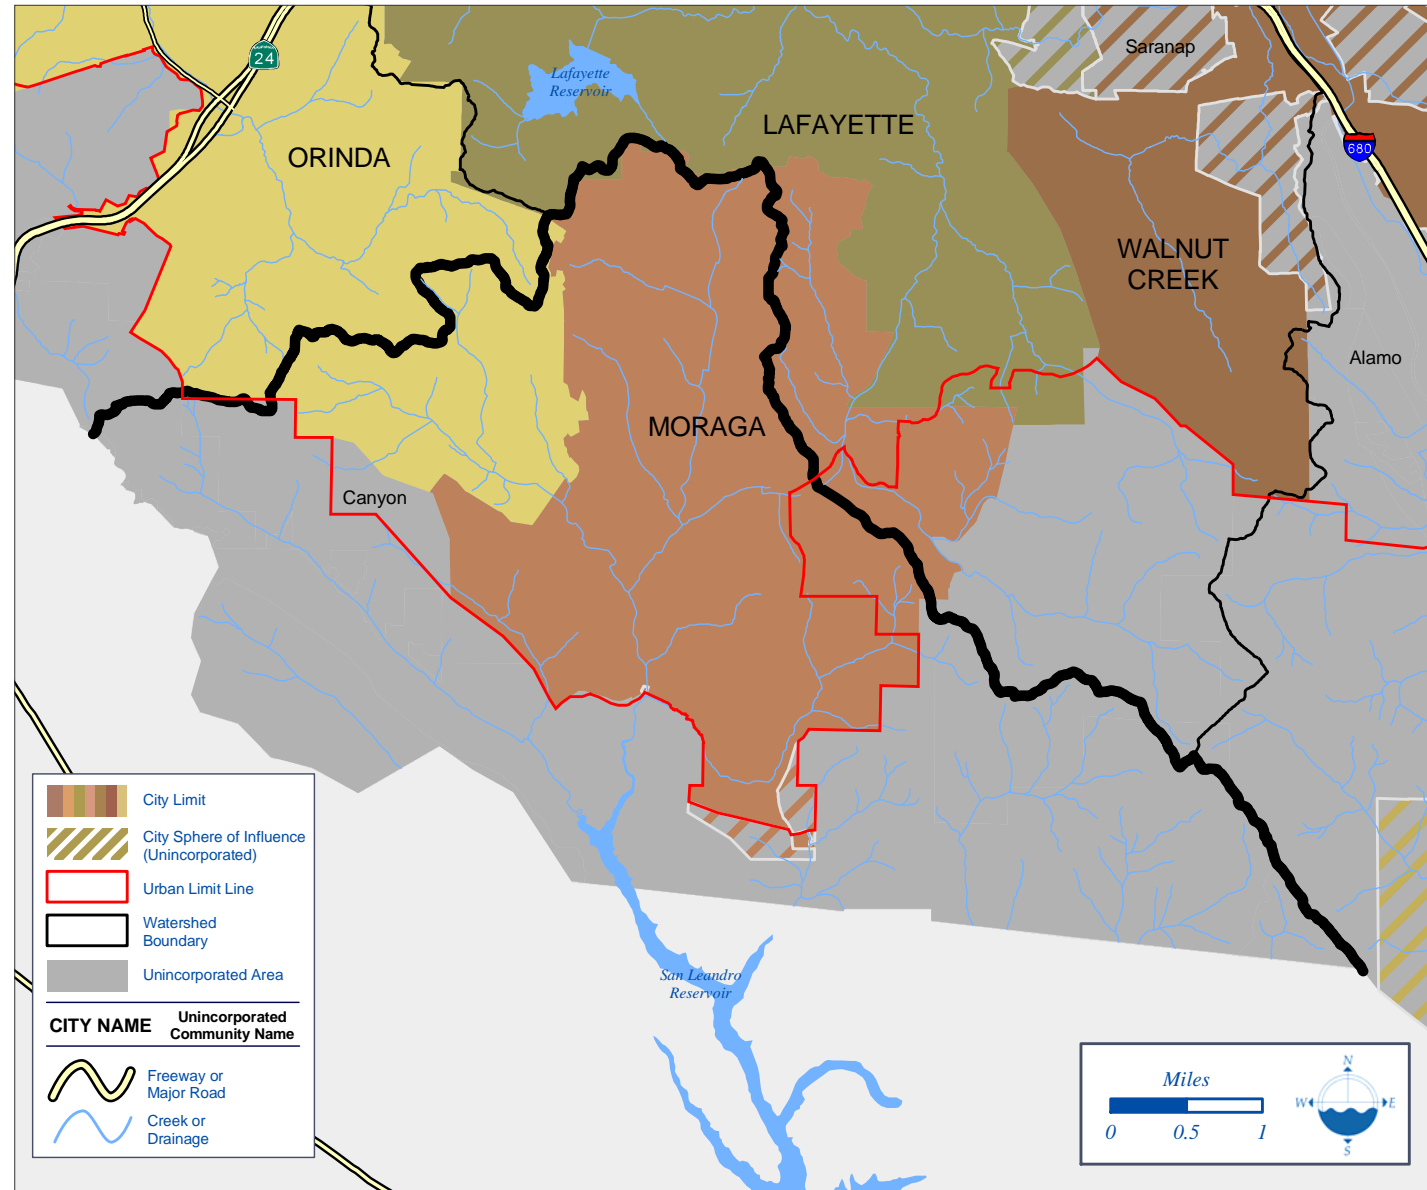 24
Lafayette
Reservoir
Saranap
LAFAYETTE
ORINDA
680
WALNUT
CREEK
Alamo
MORAGA
Canyon
City Limit
City Sphere of Influence
(Unincorporated)
Urban Limit Line
Watershed
Boundary
Unincorporated Area
CITY NAME
Unincorporated
Community Name
Freeway or
Major Road
Creek or
Drainage
San Leandro
Reservoir
Miles
0 0.5 1
N
W E
S